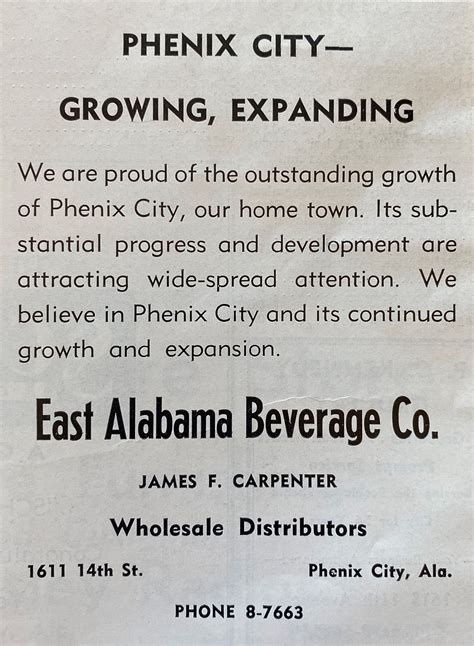 PHENIX CITY—
GROWING, EXPANDING
We are proud of the outstanding growth
of Phenix City, our home town. Its sub-
stantial progress and development are
attracting wide-spread attention. We
believe in Phenix City and its continued
growth and expansion.
East Alabama Beverage Co.
JAMES F. CARPENTER
Wholesale Distributors
1611 14th St. Phenix City, Ala.
PHONE 8-7663